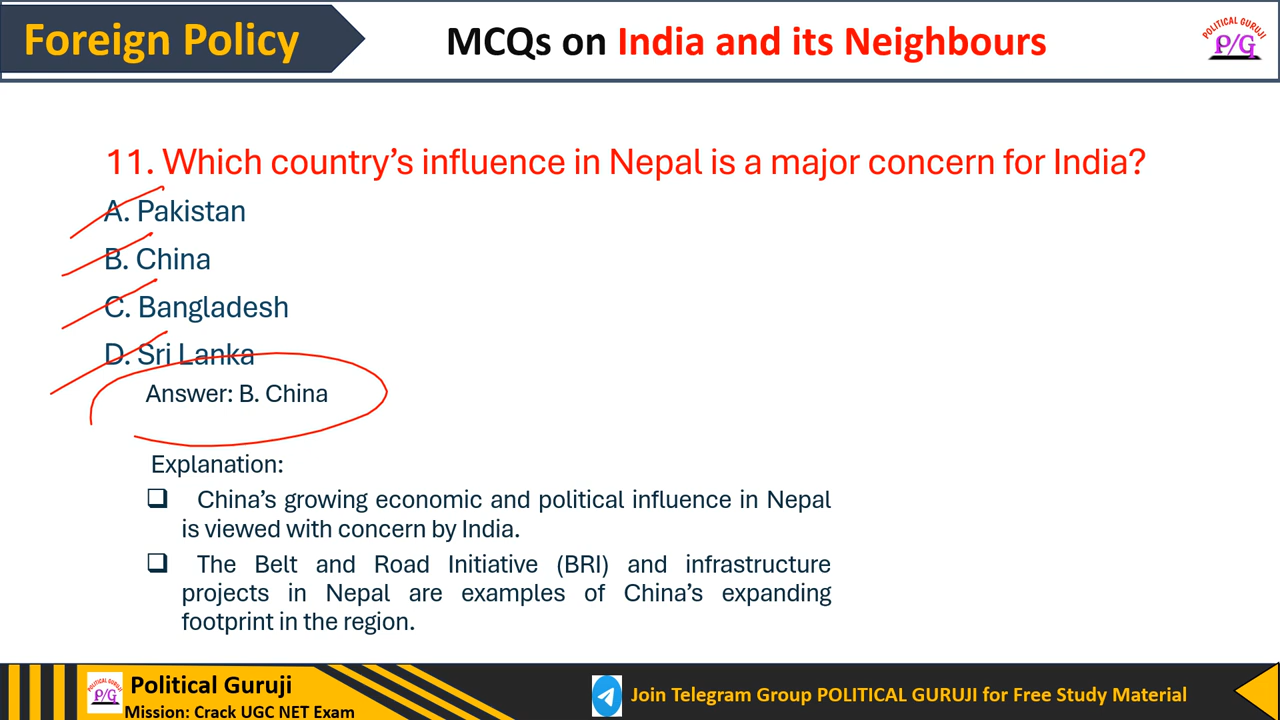 Foreign Policy
MCQs on India and its Neighbours
POLITICAL GURUJI
P/G
11. Which country’s influence in Nepal is a major concern for India?
A. Pakistan
B. China
C. Bangladesh
D. Sri Lanka
Answer: B. China
Explanation:
China’s growing economic and political influence in Nepal
is viewed with concern by India.
The Belt and Road Initiative (BRI) and infrastructure
projects in Nepal are examples of China’s expanding
footprint in the region.
POLITICAL GURUJI
P/G
Political Guruji
Mission: Crack UGC NET Exam
Join Telegram Group POLITICAL GURUJI for Free Study Material